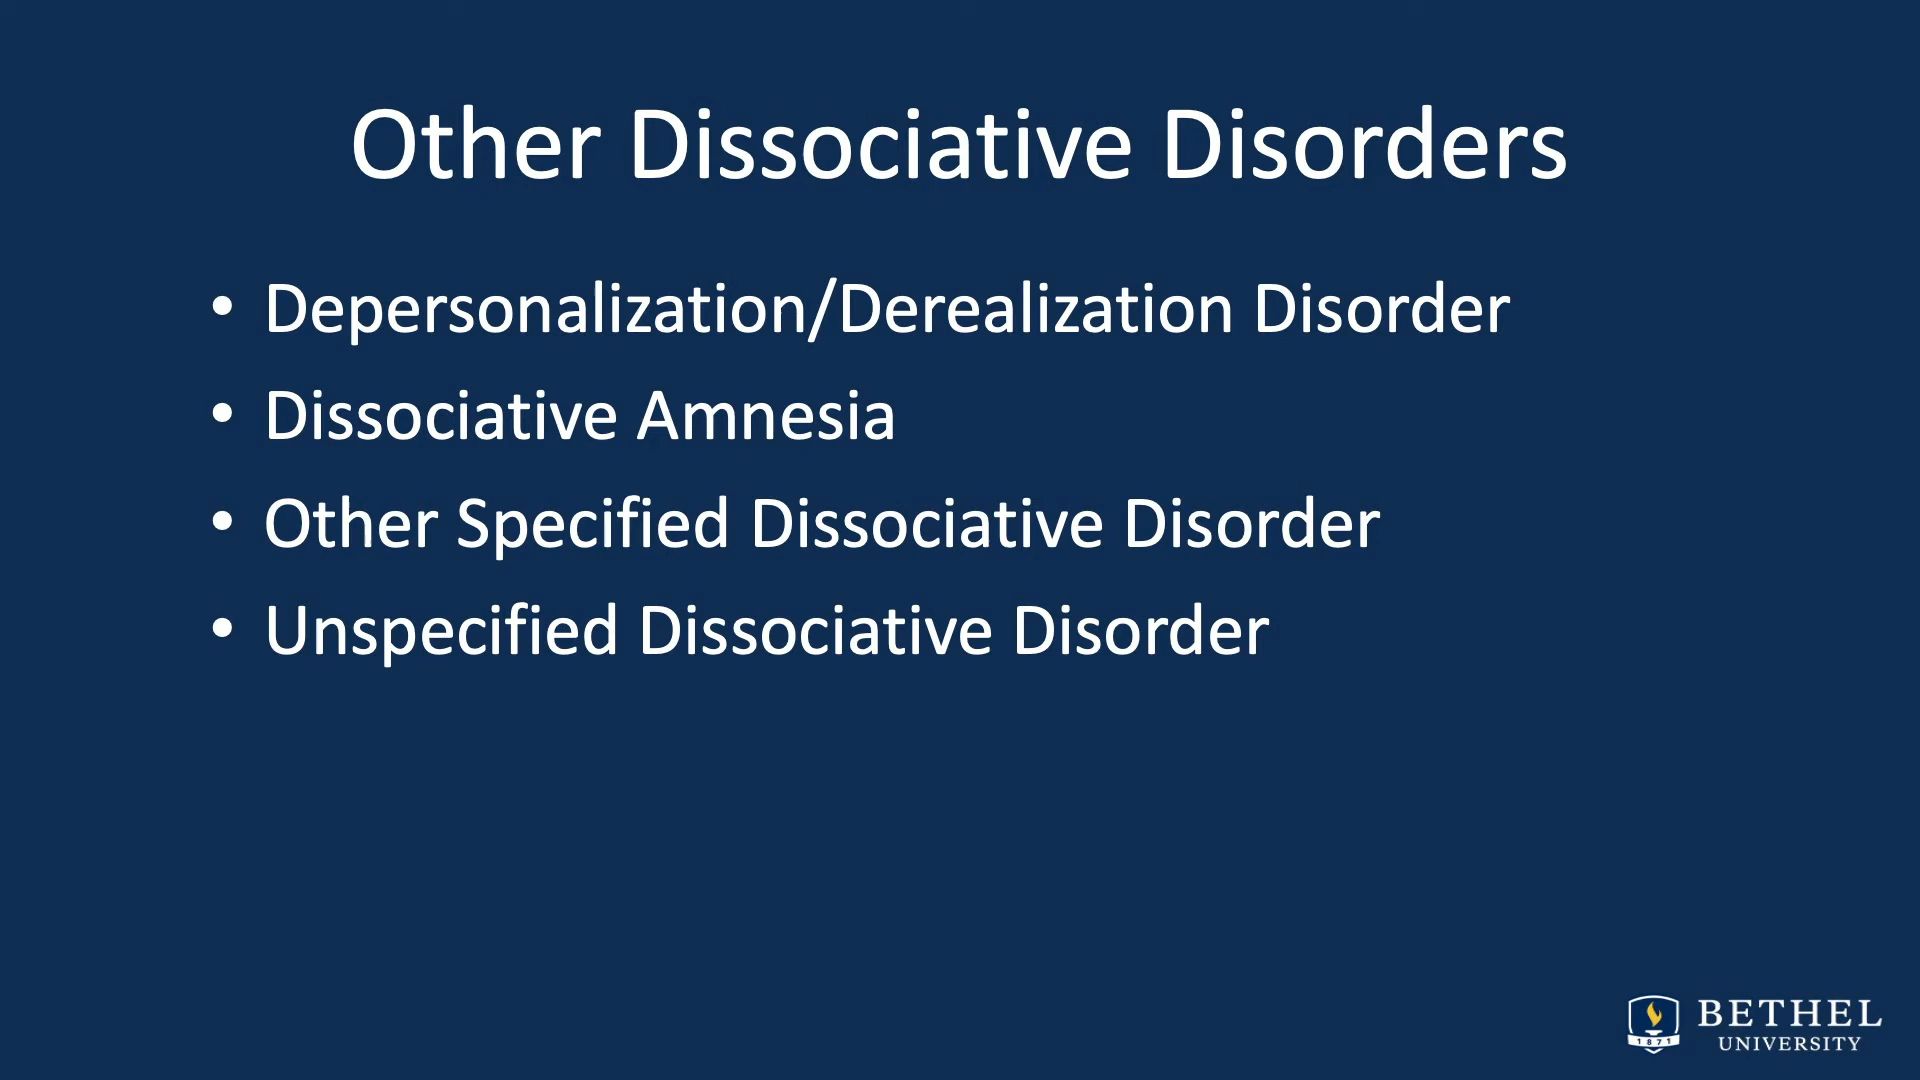 Other Dissociative Disorders
• Depersonalization/Derealization Disorder
• Dissociative Amnesia
• Other Specified Dissociative Disorder
• Unspecified Dissociative Disorder
1871
BETHEL
UNIVERSITY